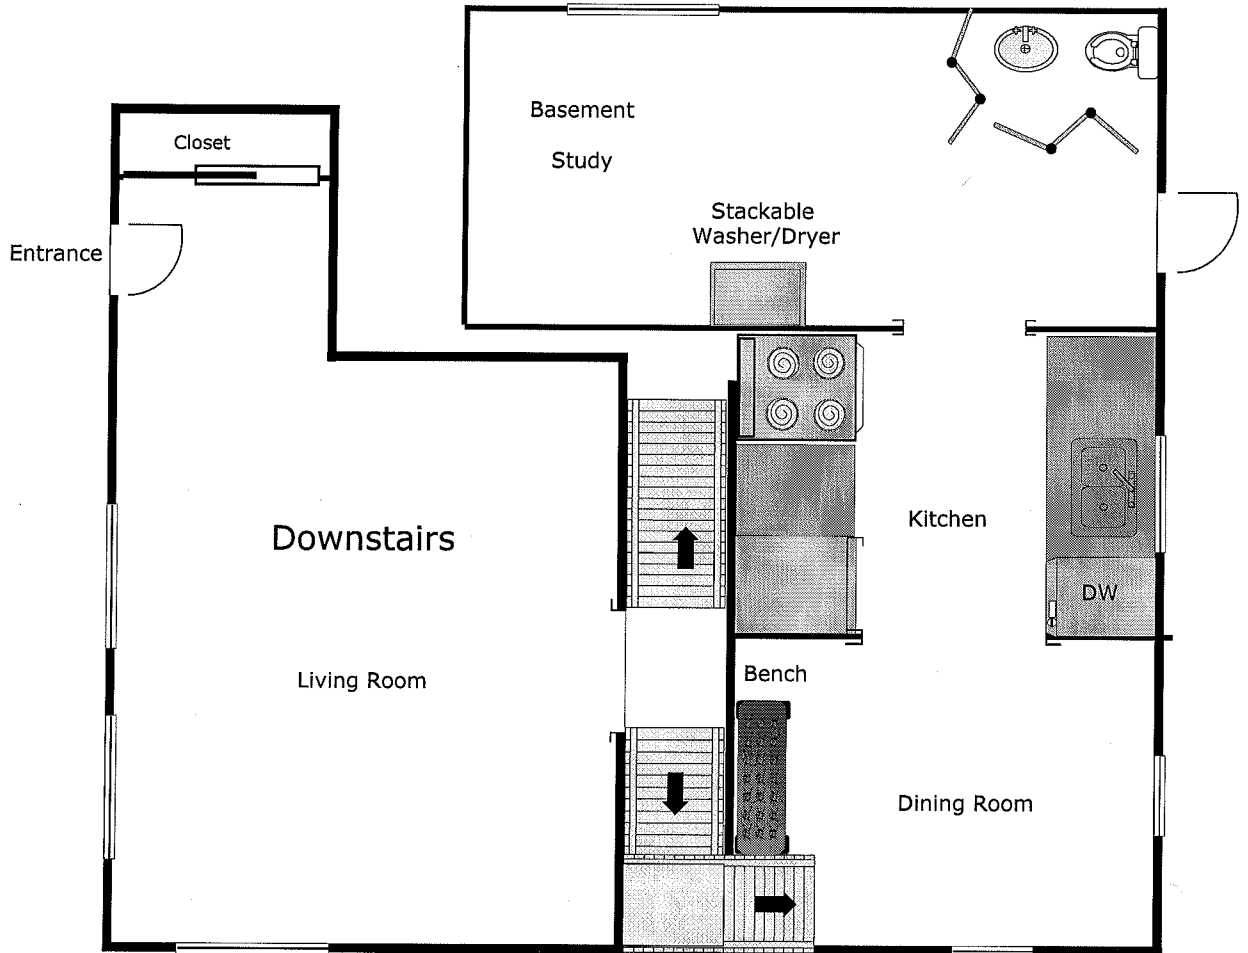 Basement
Study
Closet
Stackable
Washer/Dryer
Entrance
Kitchen
Downstairs
DW
Living Room
Bench
Dining Room